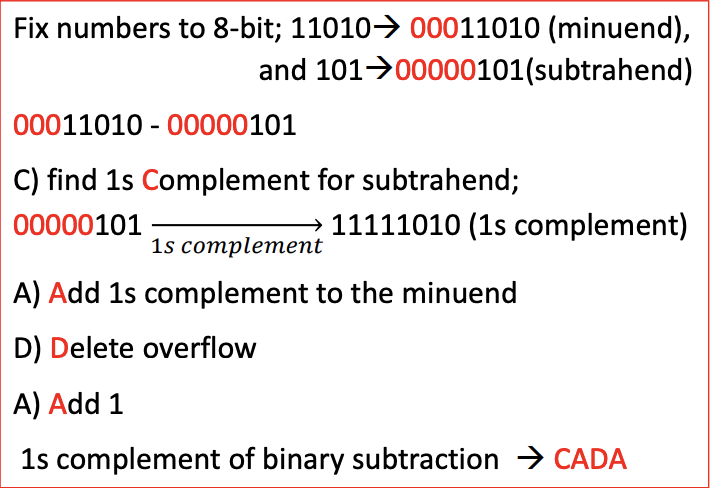 Fix numbers to 8-bit; 11010→ 00011010 (minuend),
and 101→00000101(subtrahend)
00011010 - 00000101
C) find 1s Complement for subtrahend;
00000101 → 11111010 (1s complement)
1s complement
A) Add 1s complement to the minuend
D) Delete overflow
A) Add 1
1s complement of binary subtraction → CADA